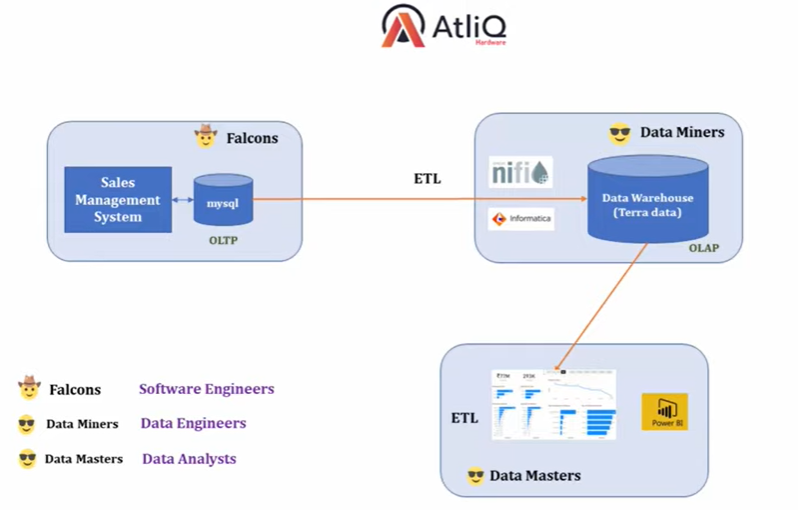 AtliQ
Hardware
Falcons
Sales
Management
System
mysql
OLTP
ETL
nifi
Informatica
Data Miners
Data Warehouse
(Terra data)
OLAP
ETL
Power BI
Data Masters
Falcons Software Engineers
Data Miners Data Engineers
Data Masters Data Analysts